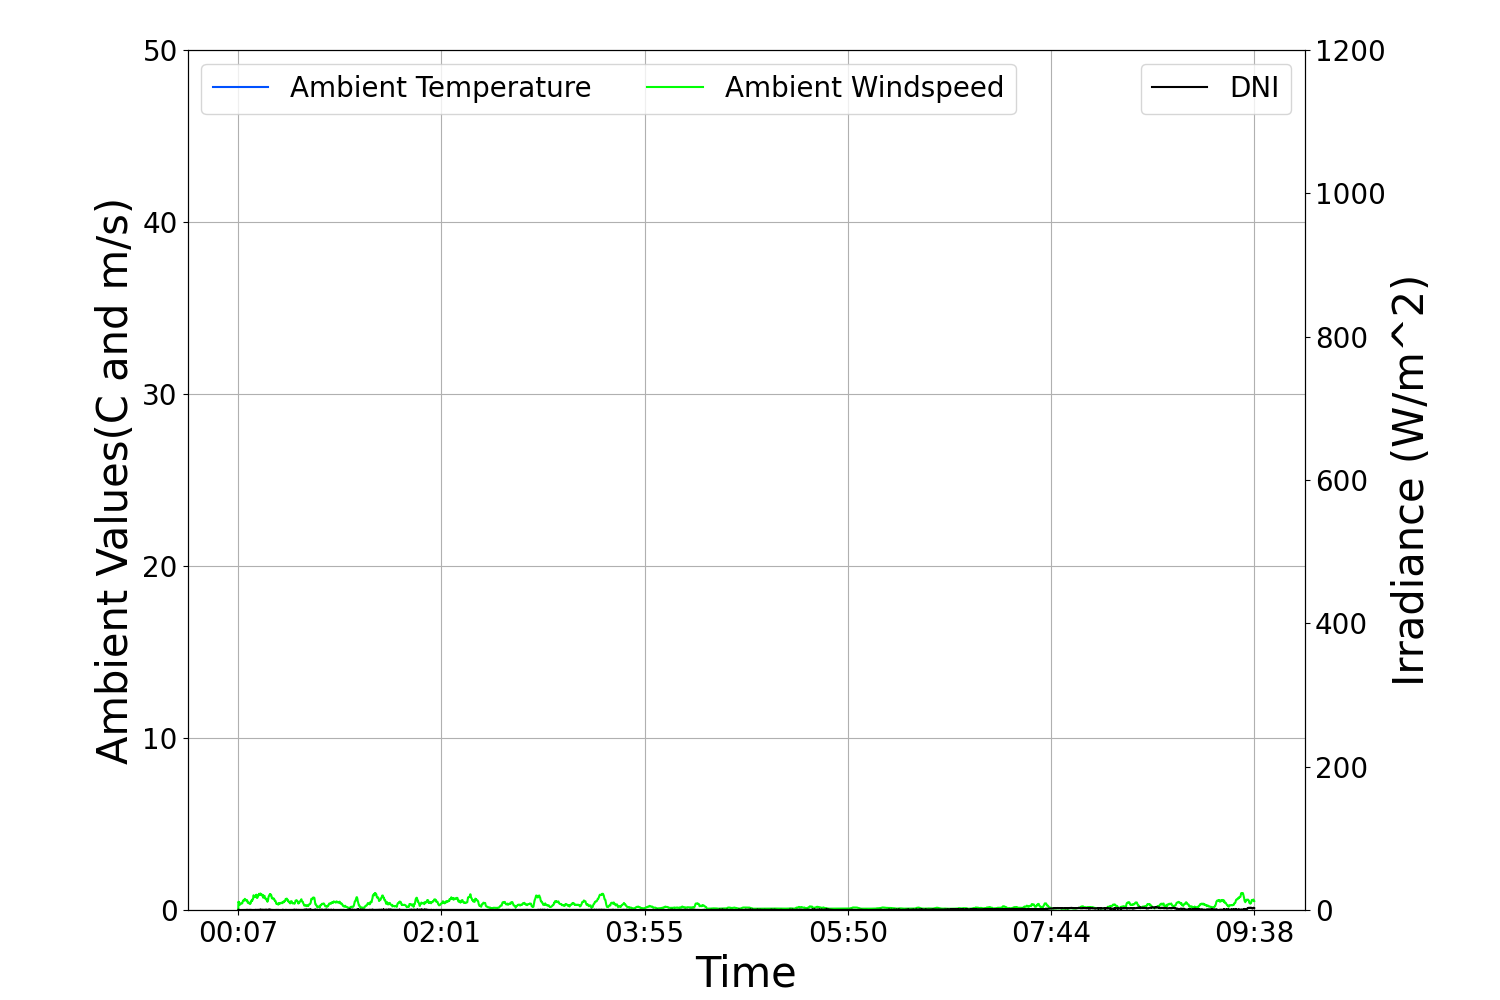 Ambient Temperature
Ambient Windspeed
DNI
50
40
30
20
10
0
Ambient Values(C and m/s)
1200
1000
800
600
400
200
0
Irradiance (W/m^2)
00:07 02:01 03:55 05:50 07:44 09:38
Time